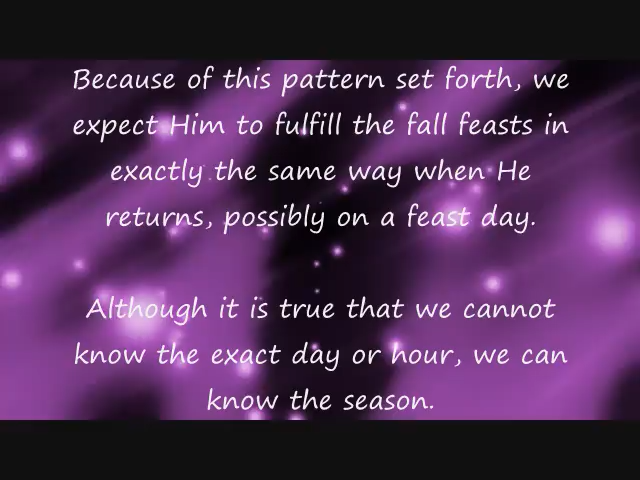 Because of this pattern set forth, we
expect Him to fulfill the fall feasts in
exactly the same way when He
returns, possibly on a feast day.
Although it is true that we cannot
know the exact day or hour, we can
know the season.